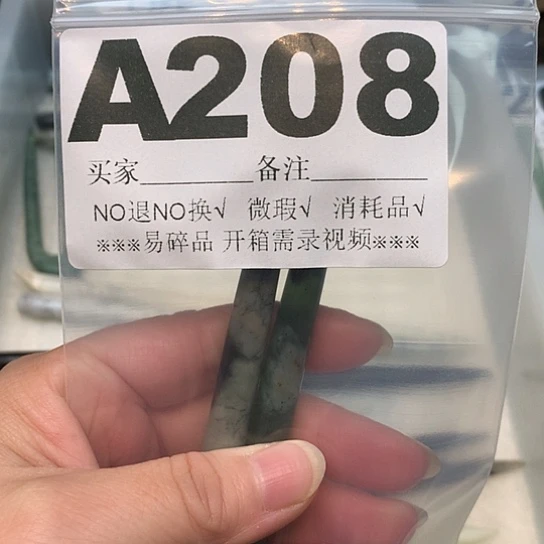 A208
买家________备注________
NO退NO换√ 微瑕√ 消耗品√
※※※易碎品 开箱需录视频※※※